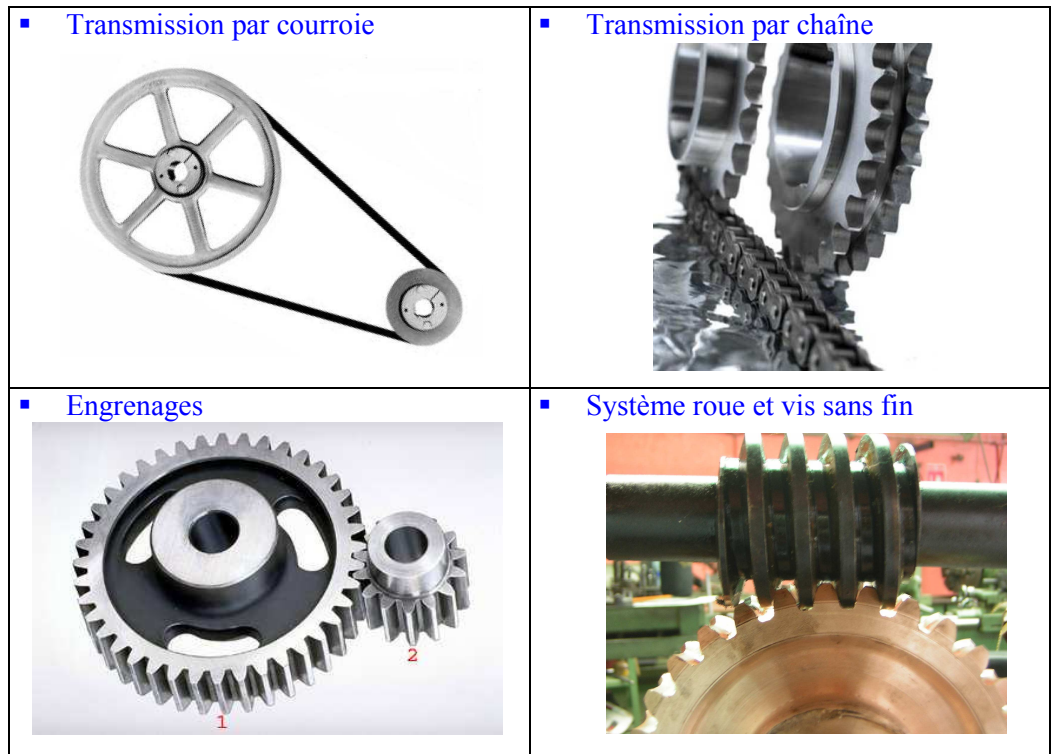 ▪ Transmission par courroie
▪ Transmission par chaîne
▪ Engrenages
1
2
▪ Système roue et vis sans fin